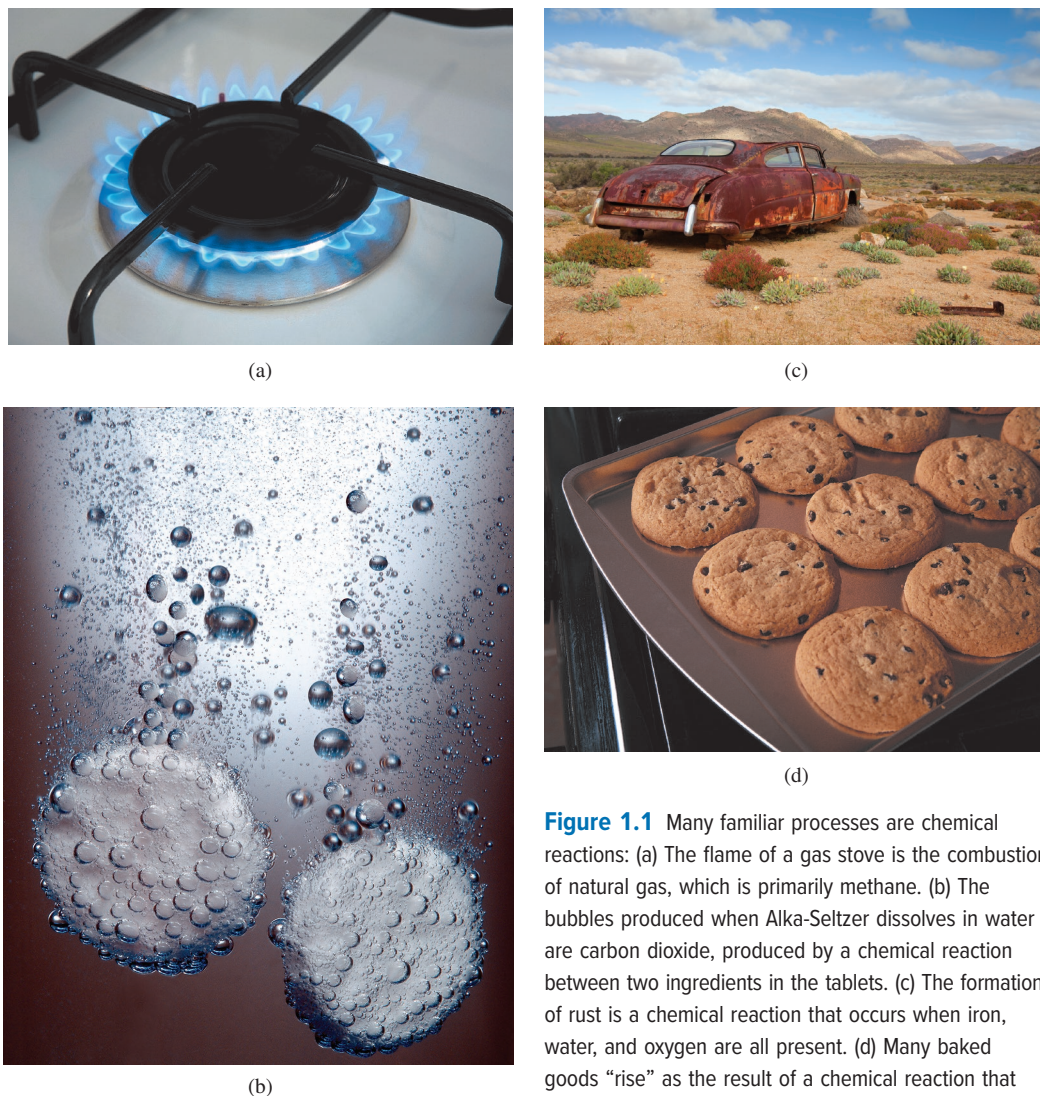 (a)
(c)
(b)
(d)
Figure 1.1 Many familiar processes are chemical
reactions: (a) The flame of a gas stove is the combustion
of natural gas, which is primarily methane. (b) The
bubbles produced when Alka-Seltzer dissolves in water
are carbon dioxide, produced by a chemical reaction
between two ingredients in the tablets. (c) The formation
of rust is a chemical reaction that occurs when iron,
water, and oxygen are all present. (d) Many baked
goods “rise” as the result of a chemical reaction that